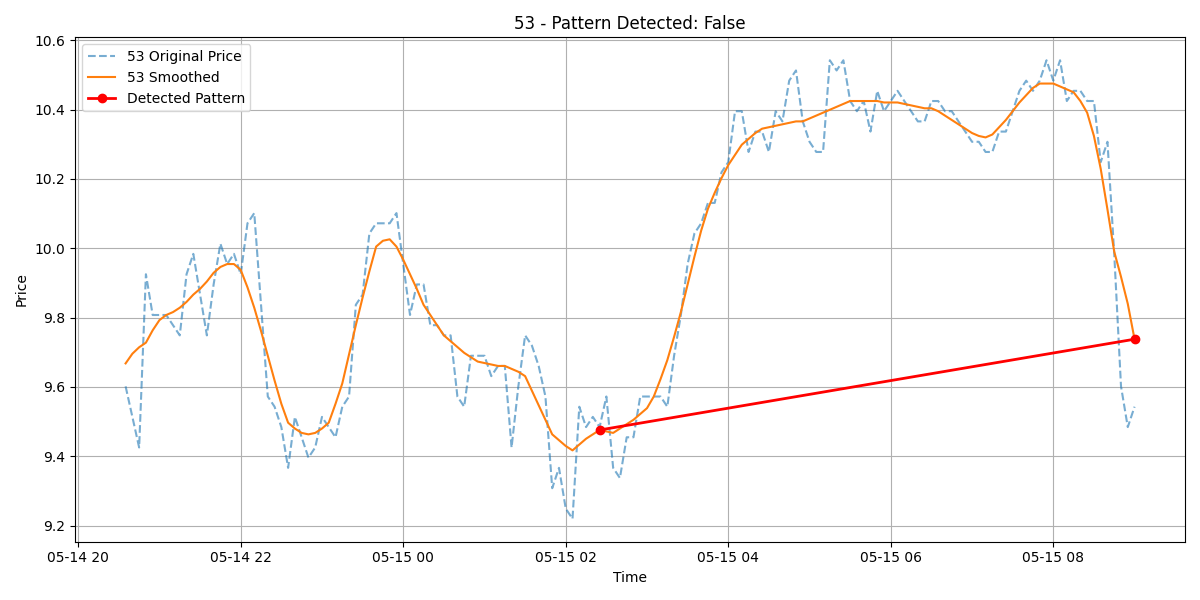 53 - Pattern Detected: False
10.6
10.4
10.2
10.0
9.8
9.6
9.4
9.2
Price
53 Original Price
53 Smoothed
Detected Pattern
05-14 20
05-14 22
05-15 00
05-15 02
05-15 04
05-15 06
05-15 08
Time